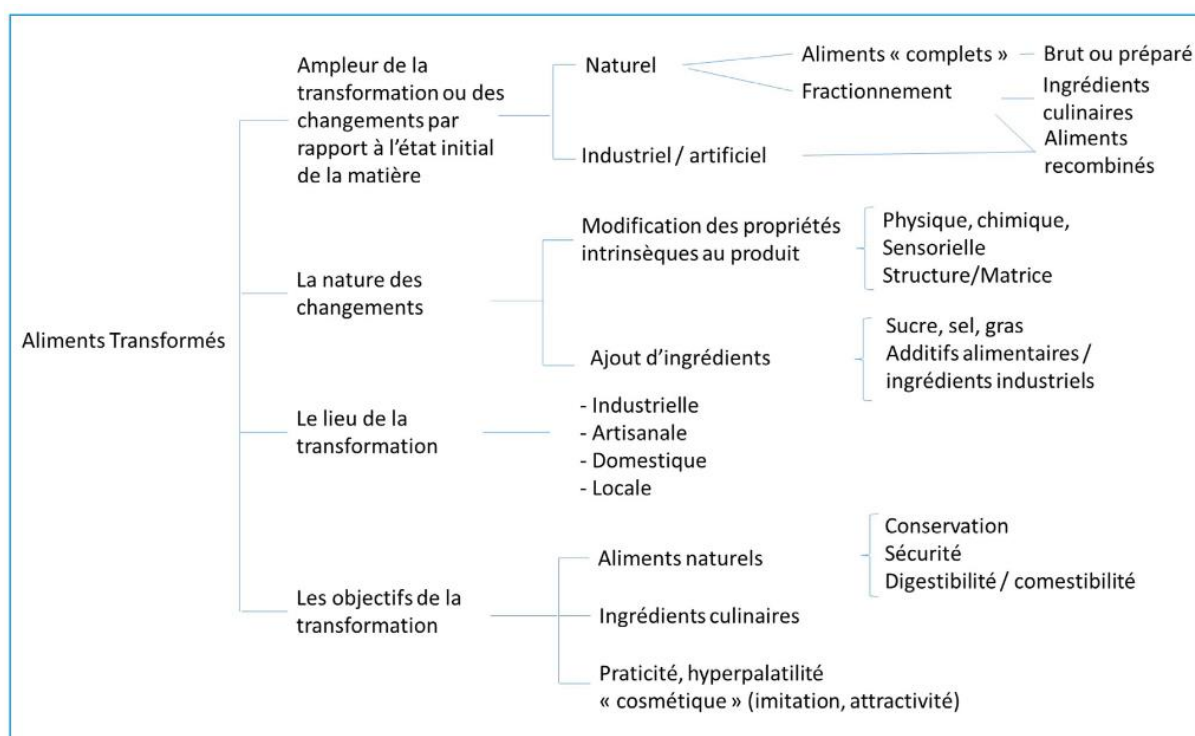 Aliments Transformés
Ampleur de la
transformation ou des
changements par
rapport à l’état initial
de la matière
Naturel
Aliments « complets »
Brut ou préparé
Fractionnement
Ingrédients
culinaires
Industriel / artificiel
Aliments
recombinés
La nature des
changements
Modification des propriétés
intrinsèques au produit
Physique, chimique,
Sensorielle
Structure/Matrice
Ajout d’ingrédients
Sucre, sel, gras
Additifs alimentaires /
ingrédients industriels
Le lieu de la
transformation
- Industrielle
- Artisanale
- Domestique
- Locale
Les objectifs de la
transformation
Aliments naturels
Conservation
Sécurité
Digestibilité / comestibilité
Ingrédients culinaires
Praticité, hyperpalatilité
« cosmétique » (imitation, attractivité)